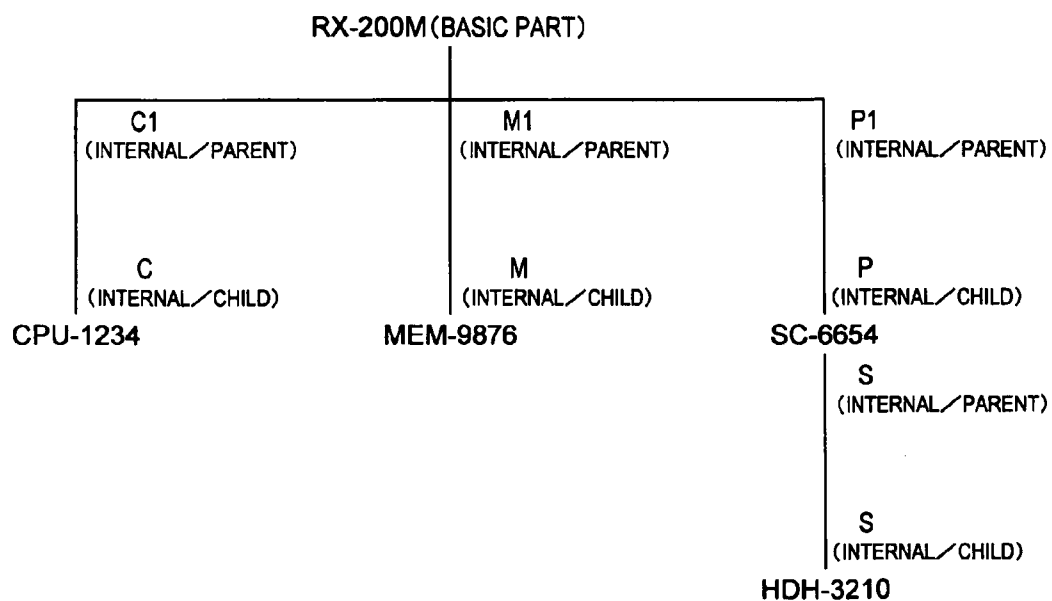 RX-200M(BASIC PART)
C1
(INTERNAL/PARENT)
M1
(INTERNAL/PARENT)
P1
(INTERNAL/PARENT)
C
(INTERNAL/CHILD)
M
(INTERNAL/CHILD)
P
(INTERNAL/CHILD)
CPU-1234
MEM-9876
SC-6654
S
(INTERNAL/PARENT)
S
(INTERNAL/CHILD)
HDH-3210